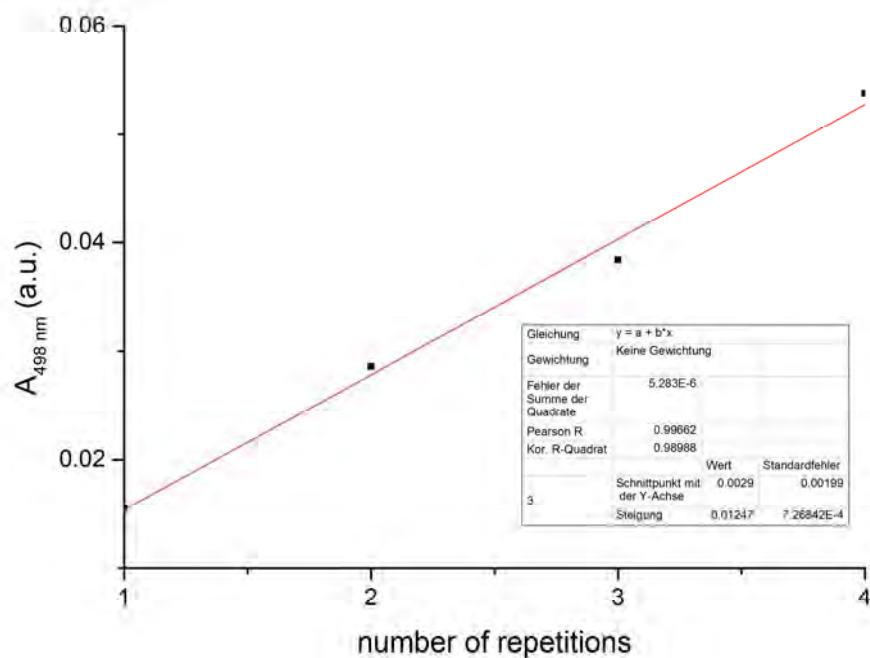 0.06
0.04
0.02
A498 nm (a.u.)
1 2 3 4
number of repetitions
Gleichung y = a + b*x
Gewichtung Keine Gewichtung
Fehler der 5.283E-6
Summe der
Quadrate
Pearson R 0.99662
Kor. R-Quadrat 0.98988
Wert Standardfehler
3 Schnittpunkt mit 0.0029 0.00199
der Y-Achse
Steigung 0.01247 7.26842E-4